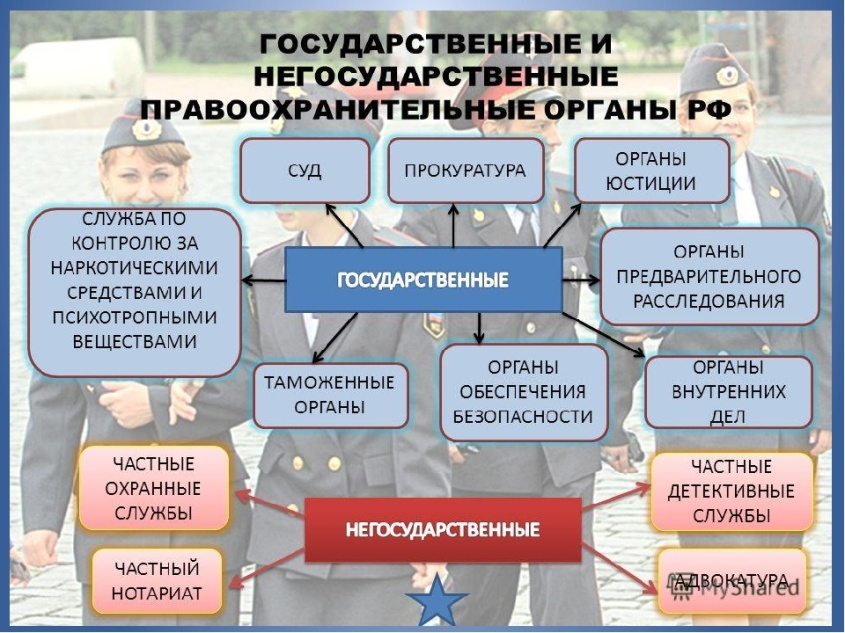 ГОСУДАРСТВЕННЫЕ И
НЕГОСУДАРСТВЕННЫЕ
ПРАВООХРАНИТЕЛЬНЫЕ ОРГАНЫ РФ
СУД
ПРОКУРАТУРА
ОРГАНЫ
ЮСТИЦИИ
СЛУЖБА ПО
КОНТРОЛЮ ЗА
НАРКОТИЧЕСКИМИ
СРЕДСТВАМИ И
ПСИХОТРОПНЫМИ
ВЕЩЕСТВАМИ
ГОСУДАРСТВЕННЫЕ
ОРГАНЫ
ПРЕДВАРИТЕЛЬНОГО
РАССЛЕДОВАНИЯ
ТАМОЖЕННЫЕ
ОРГАНЫ
ОРГАНЫ
ОБЕСПЕЧЕНИЯ
БЕЗОПАСНОСТИ
ОРГАНЫ
ВНУТРЕННИХ
ДЕЛ
ЧАСТНЫЕ
ОХРАННЫЕ
СЛУЖБЫ
НЕГОСУДАРСТВЕННЫЕ
ЧАСТНЫЕ
ДЕТЕКТИВНЫЕ
СЛУЖБЫ
ЧАСТНЫЙ
НОТАРИАТ
АДВОКАТУРА
MyShared